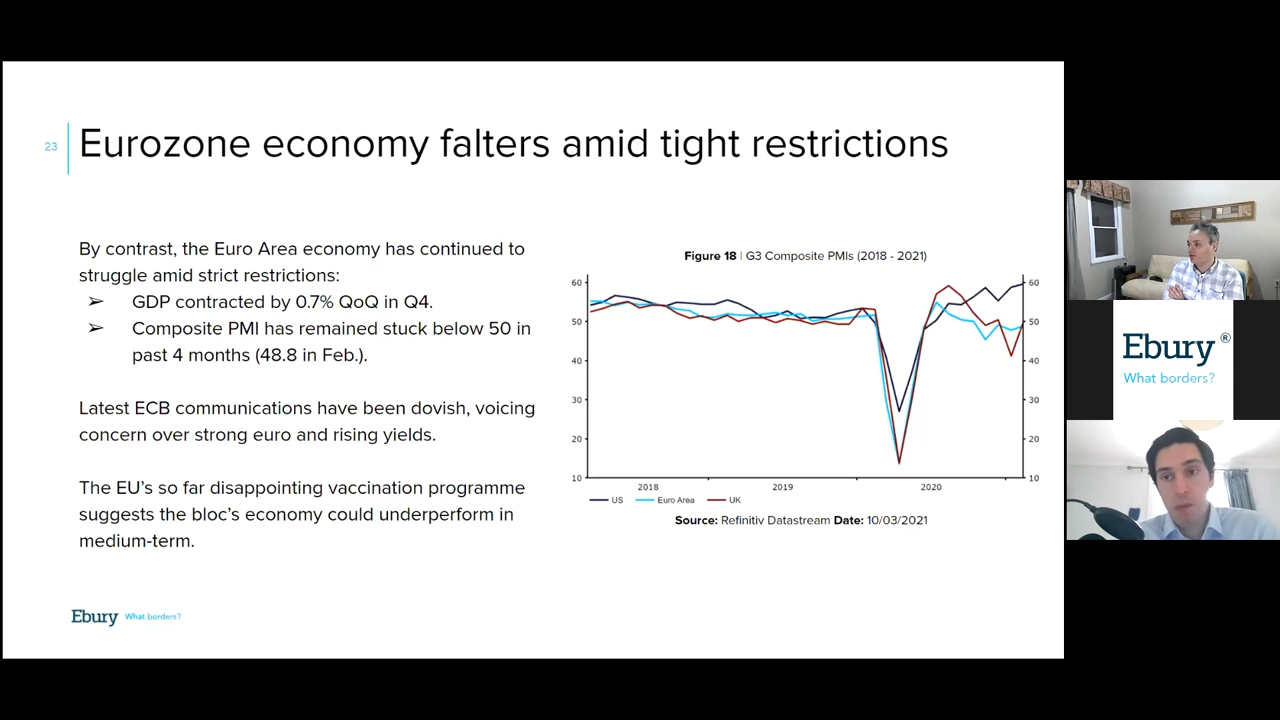 23
Eurozone economy falters amid tight restrictions
By contrast, the Euro Area economy has continued to
struggle amid strict restrictions:
➢ GDP contracted by 0.7% QoQ in Q4.
➢ Composite PMI has remained stuck below 50 in
past 4 months (48.8 in Feb.).
Latest ECB communications have been dovish, voicing
concern over strong euro and rising yields.
The EU's so far disappointing vaccination programme
suggests the bloc's economy could underperform in
medium-term.
Figure 18 | G3 Composite PMIs (2018 - 2021)
60 60
50 50
40 40
30 30
20 20
10 10
2018 2019 2020
US Euro Area UK
Source: Refinitiv Datastream Date: 10/03/2021
Ebury What borders?
Ebury ®
What borders?